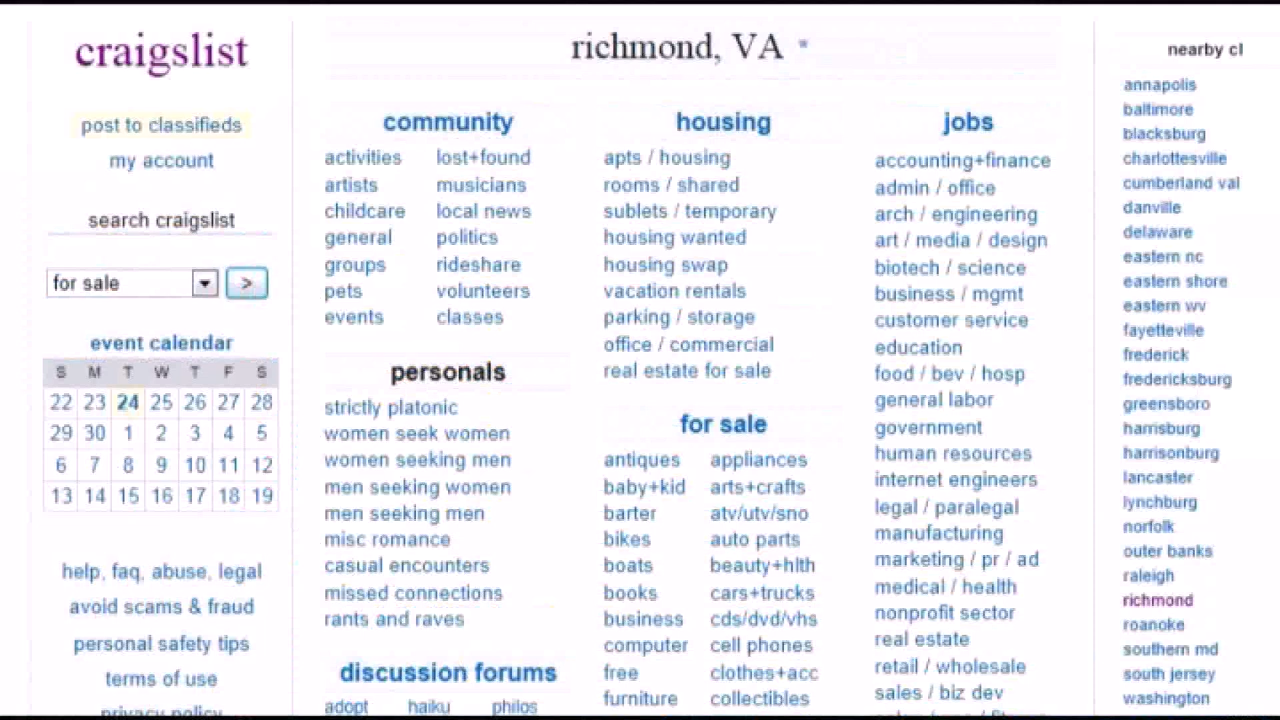 craigslist
post to classifieds
my account
search craigslist
for sale
>
event calendar
S M T W T F S
22 23 24 25 26 27 28
29 30 1 2 3 4 5
6 7 8 9 10 11 12
13 14 15 16 17 18 19
help, faq, abuse, legal
avoid scams & fraud
personal safety tips
terms of use
privacy policy
richmond, VA
community
activities lost+found
artists musicians
childcare local news
general politics
groups rideshare
pets volunteers
events classes
personals
strictly platonic
women seek women
women seeking men
men seeking women
men seeking men
misc romance
casual encounters
missed connections
rants and raves
discussion forums
adopt haiku philos
housing
apts / housing
rooms / shared
sublets / temporary
housing wanted
housing swap
vacation rentals
parking / storage
office / commercial
real estate for sale
for sale
antiques appliances
baby+kid arts+crafts
barter atv/utv/sno
bikes auto parts
boats beauty+hlth
books cars+trucks
business cds/dvd/vhs
computer cell phones
free clothes+acc
furniture collectibles
jobs
accounting+finance
admin / office
arch / engineering
art / media / design
biotech / science
business / mgmt
customer service
education
food / bev / hosp
general labor
government
human resources
internet engineers
legal / paralegal
manufacturing
marketing / pr / ad
medical / health
nonprofit sector
real estate
retail / wholesale
sales / biz dev
nearby cl
annapolis
baltimore
blacksburg
charlottesville
cumberland val
danville
delaware
eastern nc
eastern shore
eastern wv
fayetteville
frederick
fredericksburg
greensboro
harrisburg
harrisonburg
lancaster
lynchburg
norfolk
outer banks
raleigh
richmond
roanoke
southern md
south jersey
washington